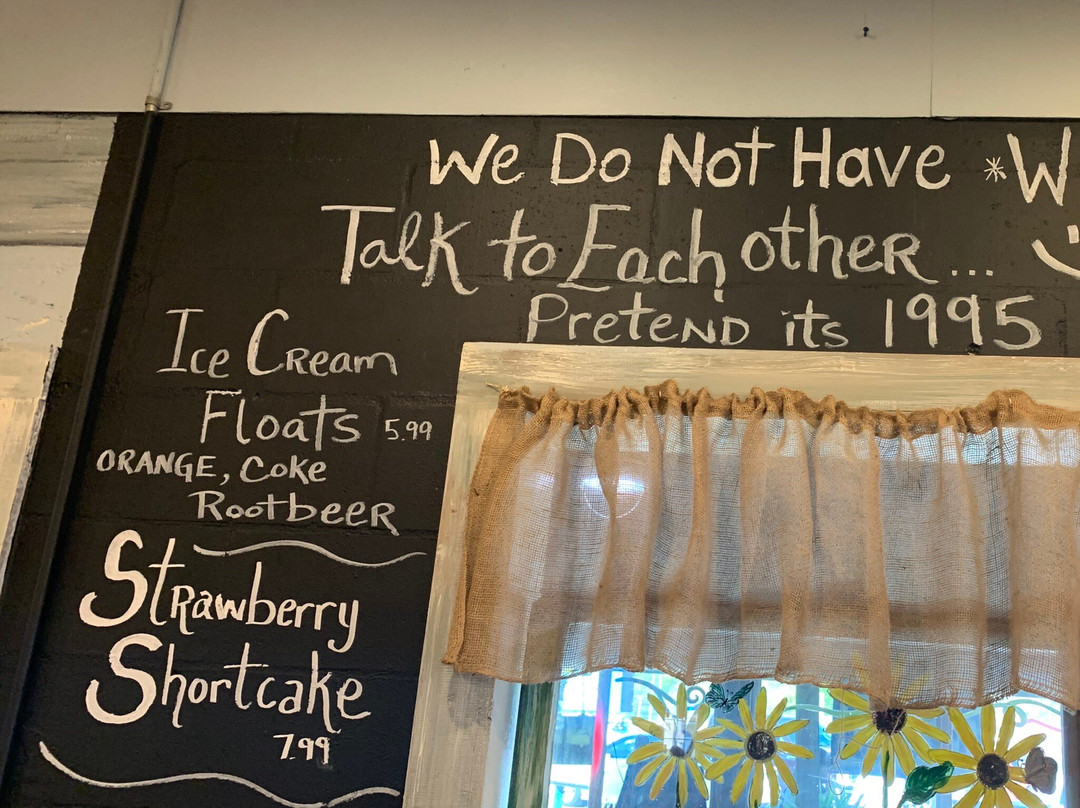 We Do Not Have *W
Talk to Each other...
Pretend its 1995
Ice Cream
Floats 5.99
ORANGE, Coke
Rootbeer
Strawberry
Shortcake
7.99